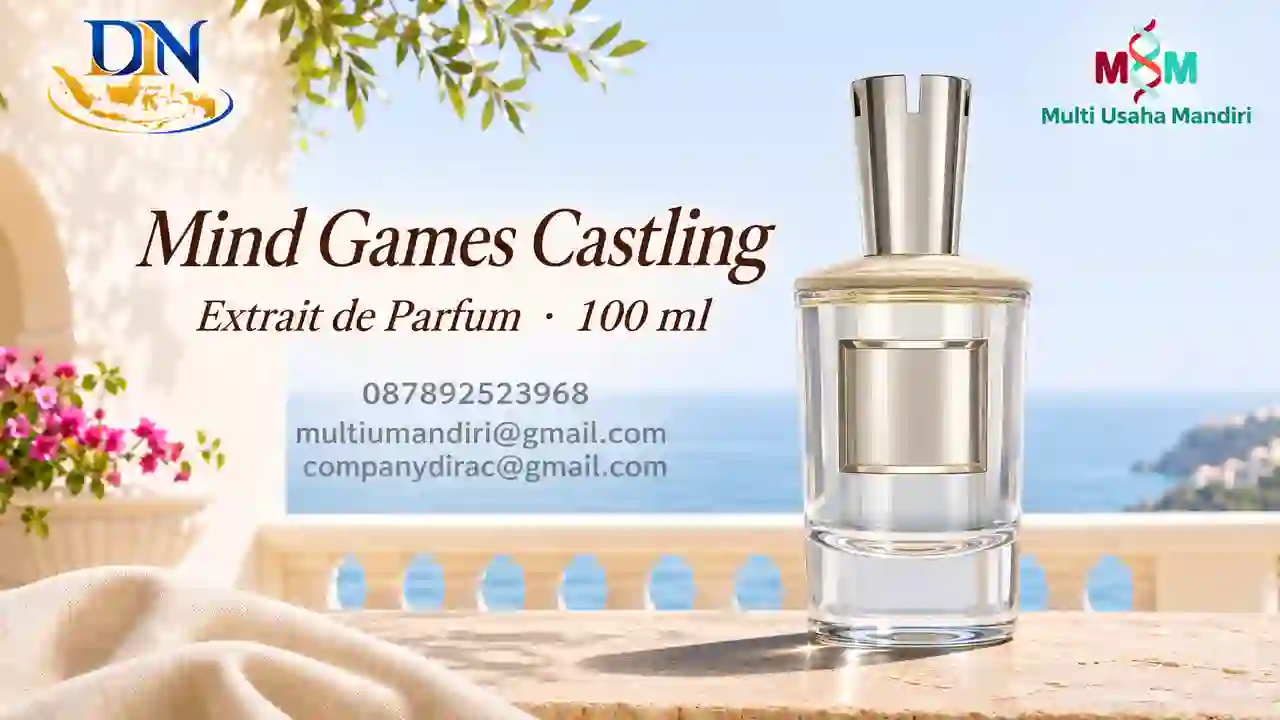 DN
MSM
Multi Usaha Mandiri
Mind Games Castling
Extrait de Parfum · 100 ml
087892523968
multiumandiri@gmail.com
companydirac@gmail.com